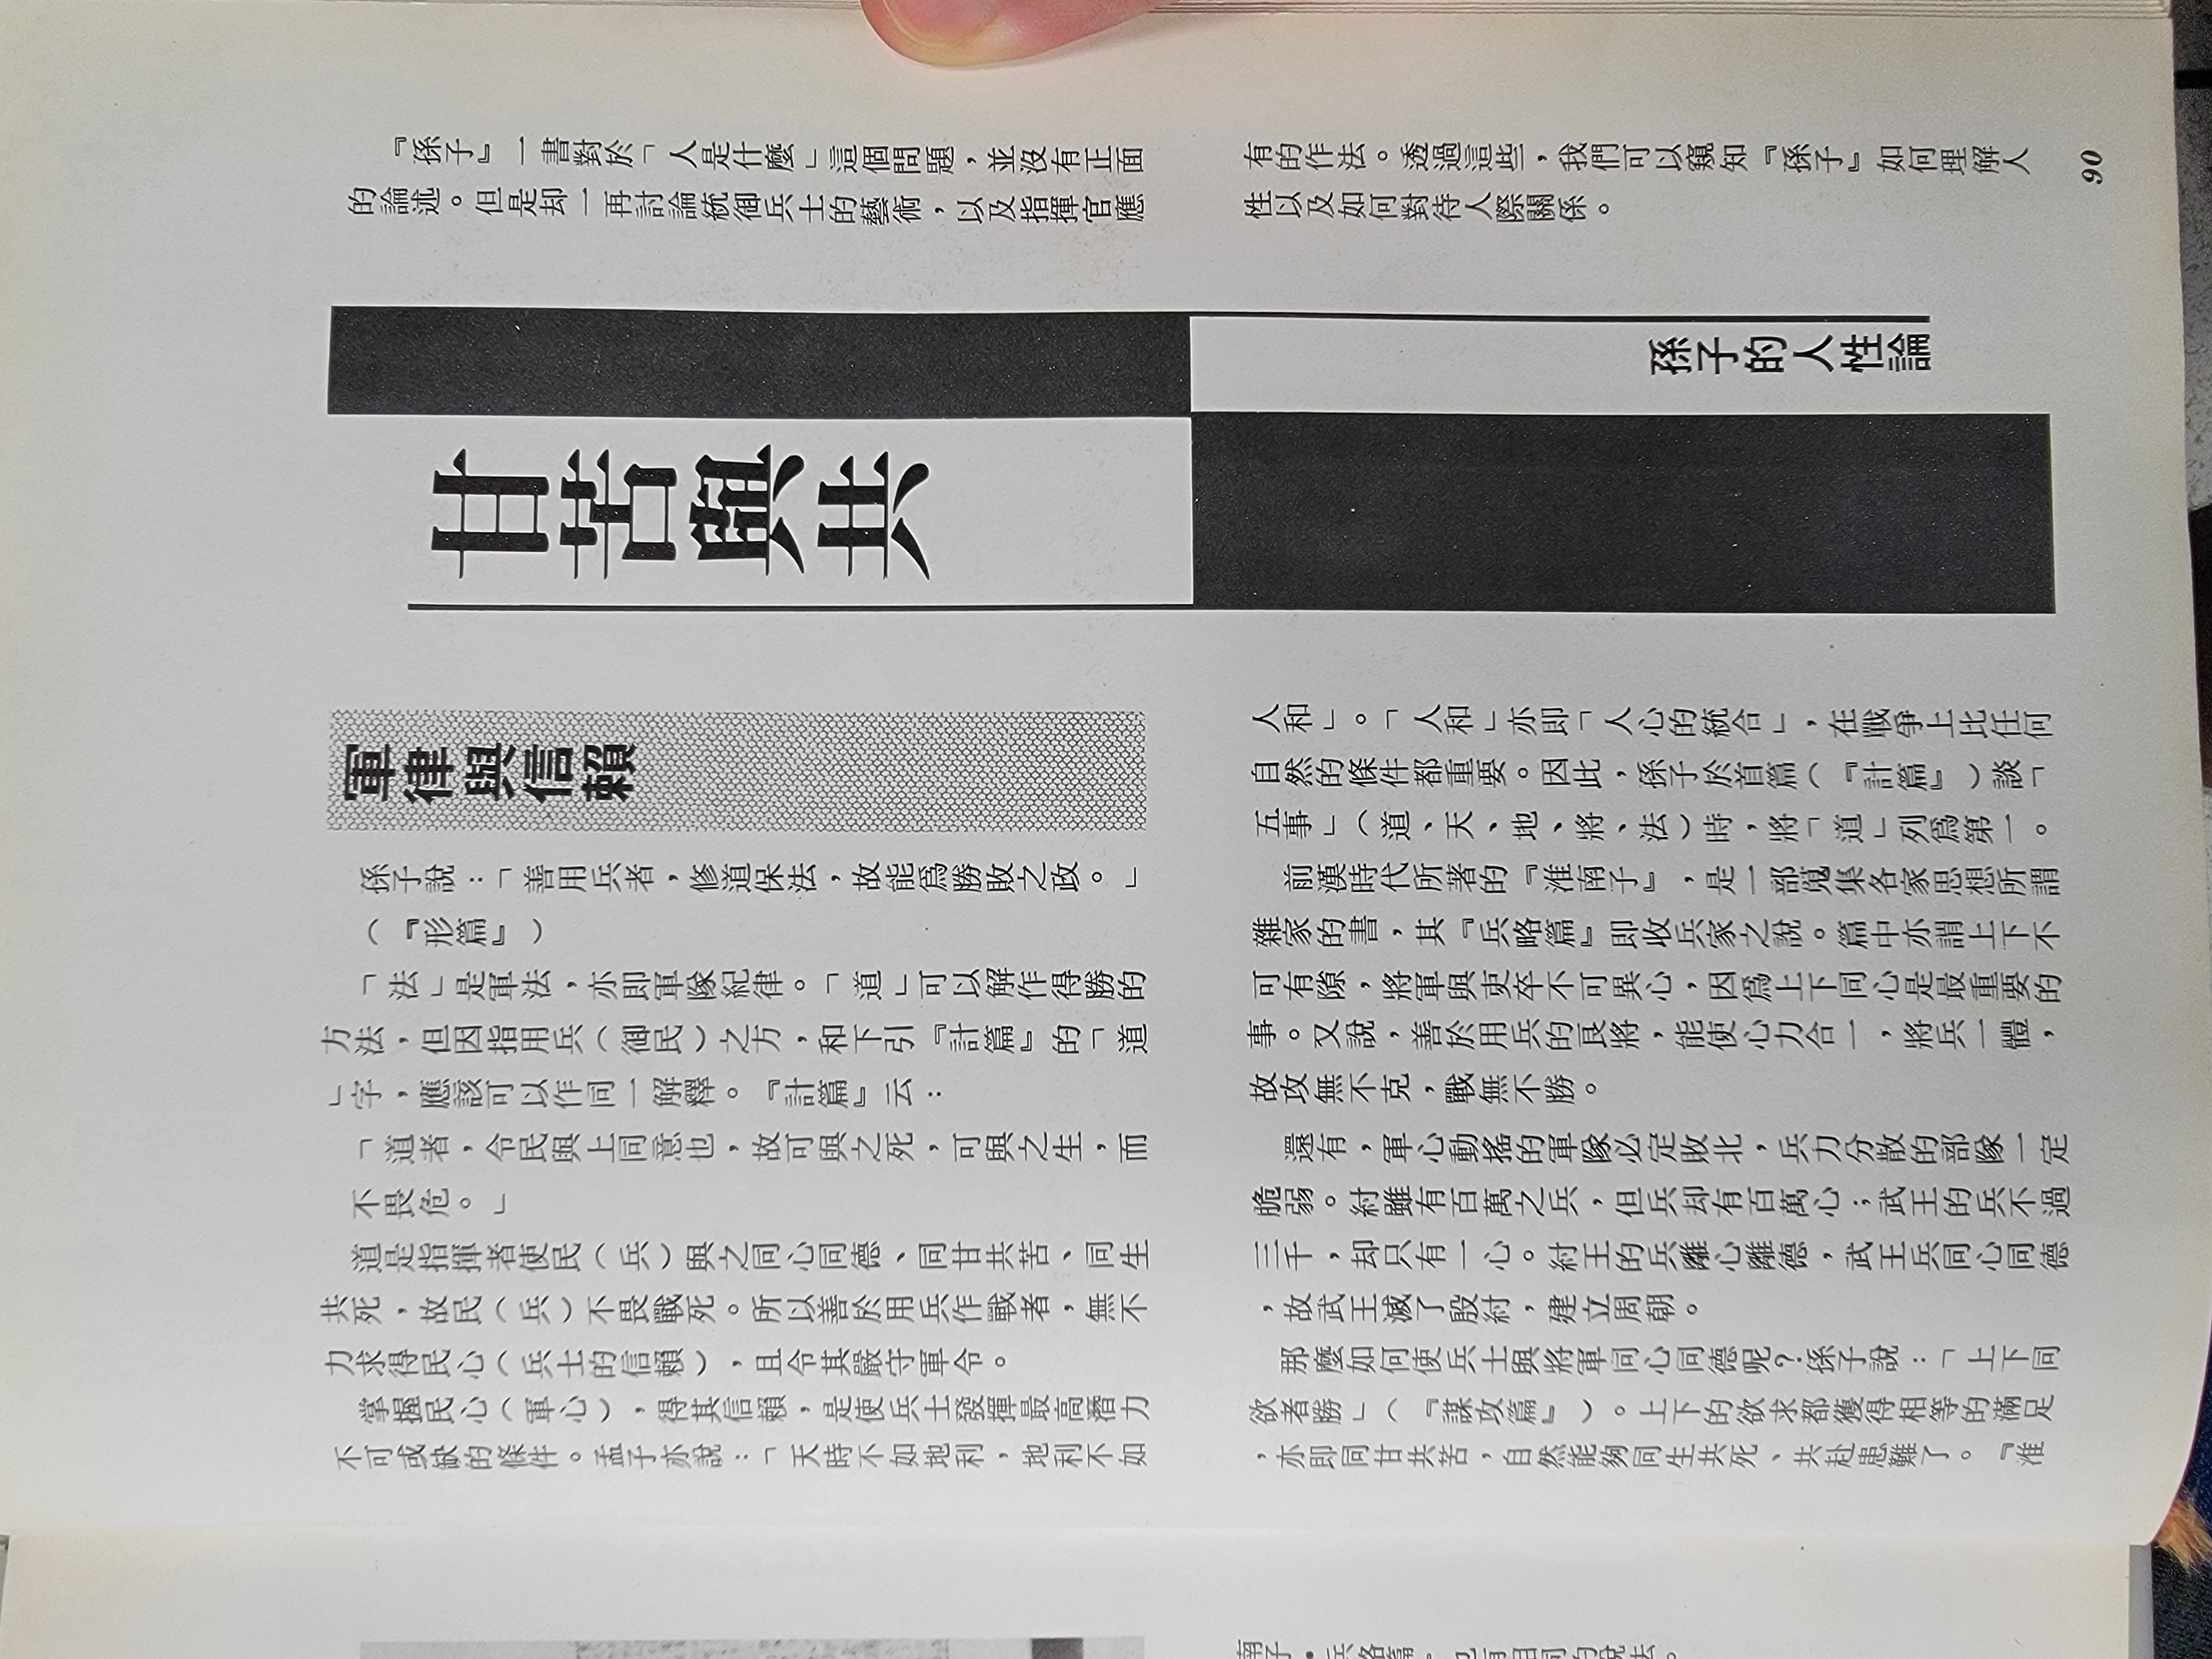 『孫子』一書對於「人是什麼」這個問題，並沒有正面
的論述。但是却一再討論統御兵士的藝術，以及指揮官應
有的作法。透過這些，我們可以窺知『孫子』如何理解人
性以及如何對待人際關係。
甘苦與共
孫子的人性論
軍律與信賴
孫子說：「善用兵者，修道保法，故能爲勝敗之政。」
（『形篇』）
「法」是軍法，亦即軍隊紀律。「道」可以解作得勝的
方法，但因指用兵（御民）之方，和下引『計篇』的「道
」字，應該可以作同一解釋。『計篇』云：
「道者，令民與上同意也，故可與之死，可與之生，而
不畏危。」
道是指揮者使民（兵）與之同心同德、同甘共苦、同生
共死，故民（兵）不畏戰死。所以善於用兵作戰者，無不
力求得民心（兵士的信賴），且令其嚴守軍令。
掌握民心（軍心），得其信賴，是使兵士發揮最高潛力
不可或缺的條件。孟子亦說：「天時不如地利，地利不如
人和」。「人和」亦即「人心的統合」，在戰爭上比任何
自然的條件都重要。因此，孫子於首篇（『計篇』）談「
五事」（道、天、地、將、法）時，將「道」列爲第一。
前漢時代所著的『淮南子』，是一部蒐集各家思想所謂
雜家的書，其『兵略篇』即收兵家之說。篇中亦謂上下不
可有隙，將軍與吏卒不可異心，因爲上下同心是最重要的
事。又說，善於用兵的良將，能使心力合一，將兵一體，
故攻無不克，戰無不勝。
還有，軍心動搖的軍隊必定敗北，兵力分散的部隊一定
脆弱。紂雖有百萬之兵，但兵却有百萬心；武王的兵不過
三千，却只有一心。紂王的兵離心離德，武王兵同心同德
，故武王滅了殷紂，建立周朝。
那麼如何使兵士與將軍同心同德呢？孫子說：「上下同
欲者勝」（『謀攻篇』）。上下的欲求都獲得相等的滿足
，亦即同甘共苦，自然能夠同生共死、共赴患難了。『淮
90